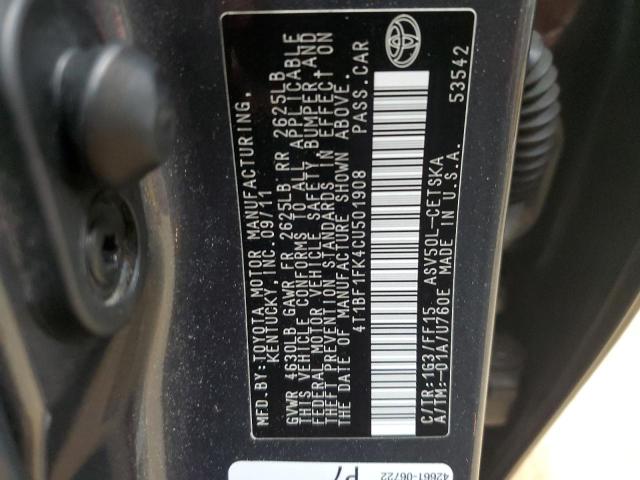 MFD.BY:TOYOTA MOTOR MANUFACTURING,
KENTUCKY, INC. 09/11
GVWR 4630LB GAWR FR 2625LB RR 2625LB
THIS VEHICLE CONFORMS TO ALL APPLICABLE
FEDERAL MOTOR VEHICLE SAFETY BUMPER, AND
THEFT PREVENTION STANDARDS IN EFFECT ON
THE DATE OF MANUFACTURE SHOWN ABOVE.
4T1BF1FK4CU501908 PASS.CAR
C/TR:1G3/FF15 ASV50L-CETSKA
A/TM:-01A/U760E MADE IN U.S.A.
53542
42661-06722